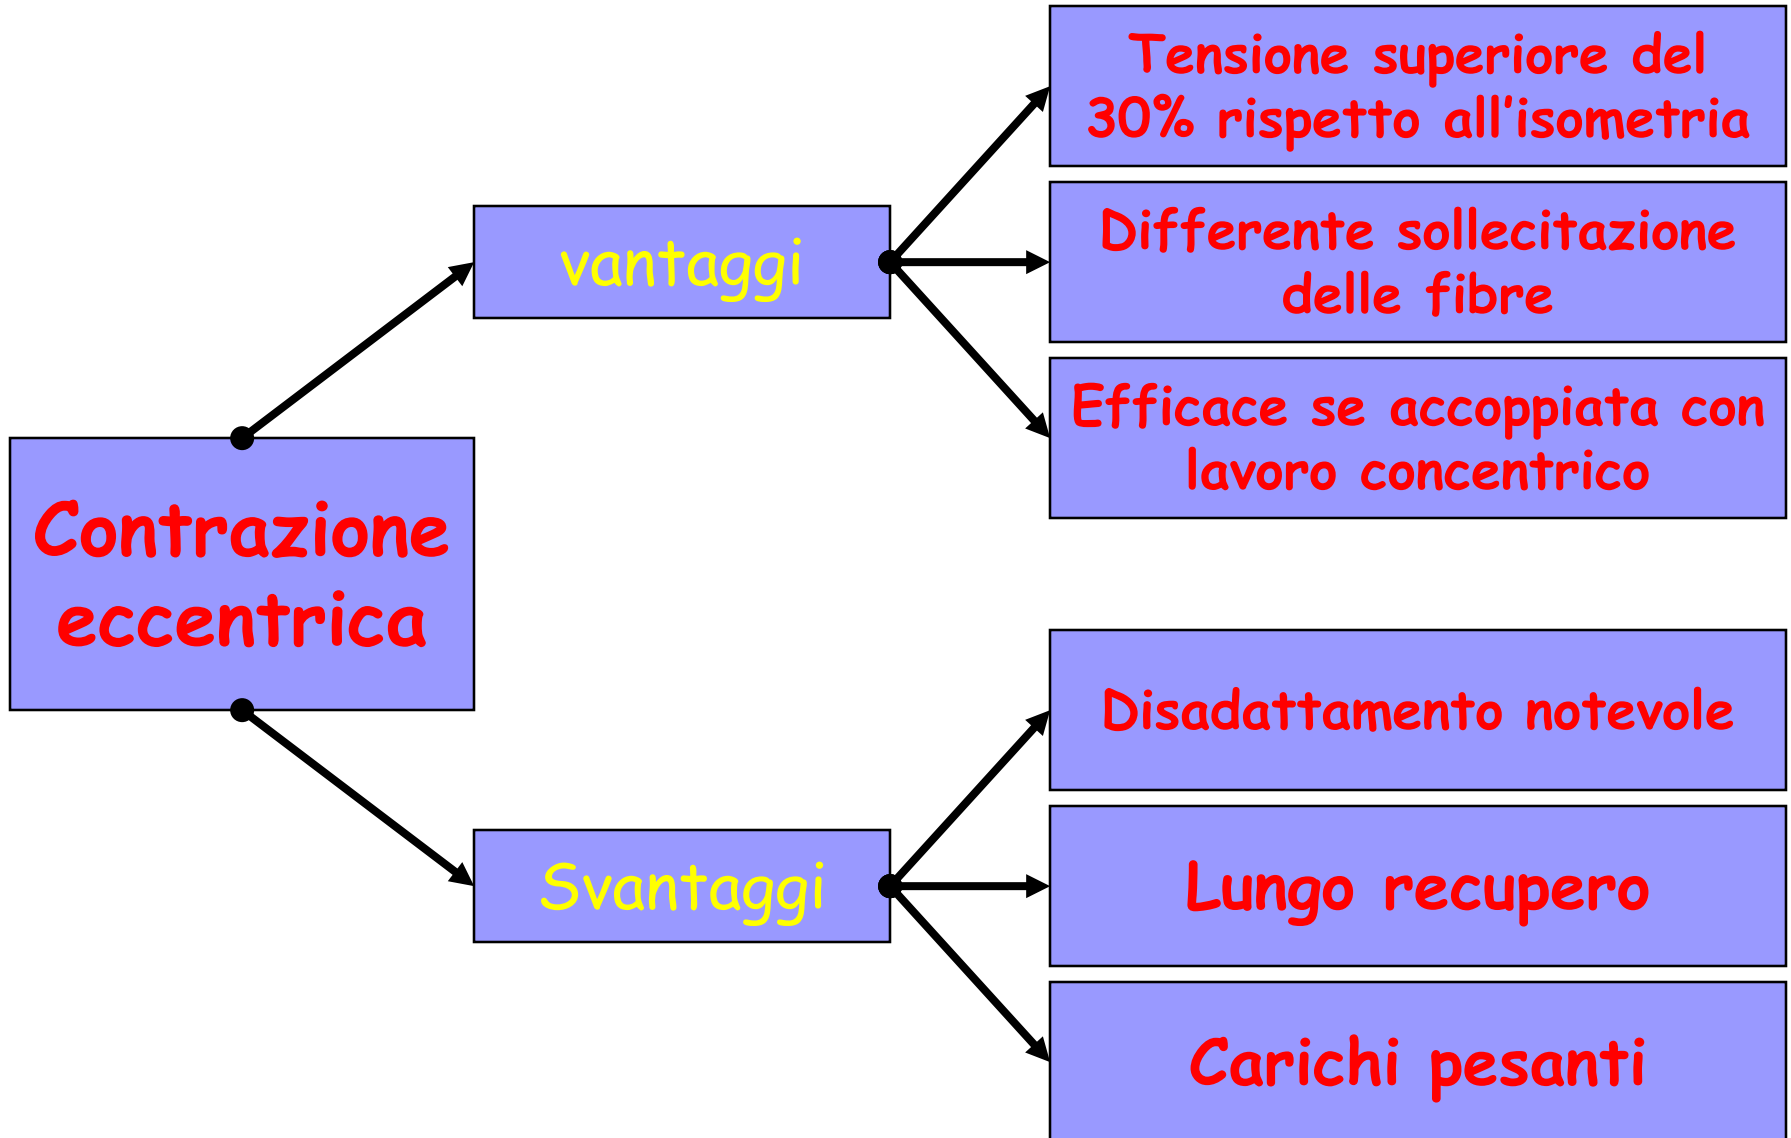 Contrazione
eccentrica
vantaggi
Tensione superiore del
30% rispetto all'isometria
Differente sollecitazione
delle fibre
Efficace se accoppiata con
lavoro concentrico
Svantaggi
Disadattamento notevole
Lungo recupero
Carichi pesanti